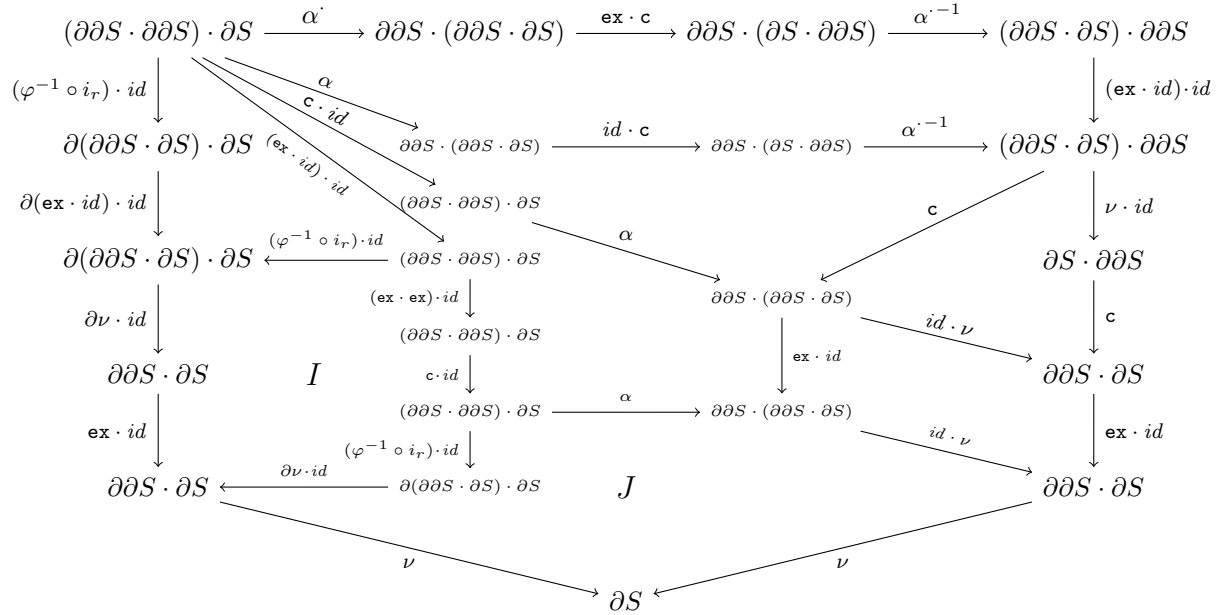 (∂∂S · ∂∂S) · ∂S α· ∂∂S · (∂∂S · ∂S) ex · c ∂∂S · (∂S · ∂∂S) α·⁻¹ (∂∂S · ∂S) · ∂∂S
(φ⁻¹ ∘ i_r) · id α c · id (ex · id) · id (ex · id) · id
∂(∂∂S · ∂S) · ∂S ∂∂S · (∂∂S · ∂S) id · c ∂∂S · (∂S · ∂∂S) α·⁻¹ (∂∂S · ∂S) · ∂∂S
∂(ex · id) · id (∂∂S · ∂∂S) · ∂S α c ν · id
∂(∂∂S · ∂S) · ∂S (φ⁻¹ ∘ i_r) · id (∂∂S · ∂∂S) · ∂S ∂S · ∂∂S
(ex · ex) · id ∂∂S · (∂∂S · ∂S)
∂ν · id (∂∂S · ∂∂S) · ∂S id · ν c
∂∂S · ∂S I c · id ex · id ∂∂S · ∂S
(∂∂S · ∂∂S) · ∂S α ∂∂S · (∂∂S · ∂S)
ex · id (φ⁻¹ ∘ i_r) · id id · ν ex · id
∂∂S · ∂S ∂ν · id ∂(∂∂S · ∂S) · ∂S J ∂∂S · ∂S
ν ν
∂S